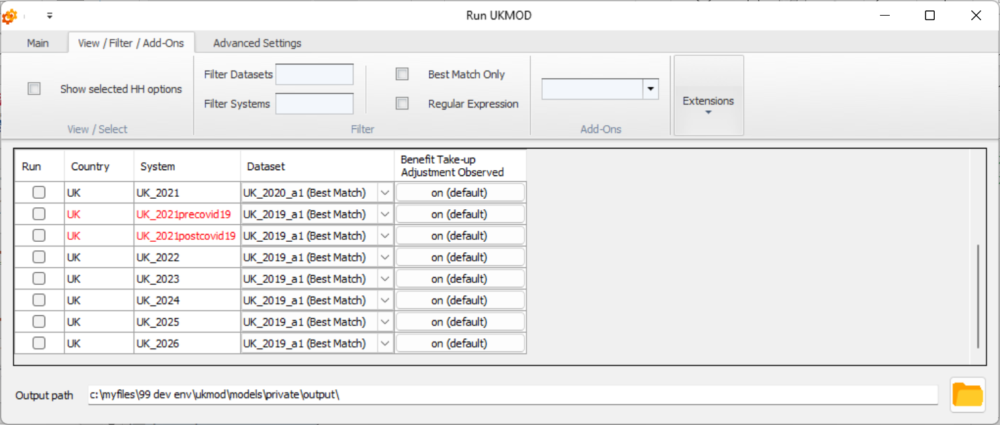 Run UKMOD
Main View / Filter / Add-Ons Advanced Settings
Show selected HH options
View / Select
Filter Datasets
Filter Systems
Best Match Only
Regular Expression
Filter
Add-Ons
Extensions
Run Country System Dataset Benefit Take-up
Adjustment Observed
UK UK_2021 UK_2020_a1 (Best Match) on (default)
UK UK_2021precovid19 UK_2019_a1 (Best Match) on (default)
UK UK_2021postcovid19 UK_2019_a1 (Best Match) on (default)
UK UK_2022 UK_2019_a1 (Best Match) on (default)
UK UK_2023 UK_2019_a1 (Best Match) on (default)
UK UK_2024 UK_2019_a1 (Best Match) on (default)
UK UK_2025 UK_2019_a1 (Best Match) on (default)
UK UK_2026 UK_2019_a1 (Best Match) on (default)
Output path c:\myfiles\99 dev env\ukmod\models\private\output\